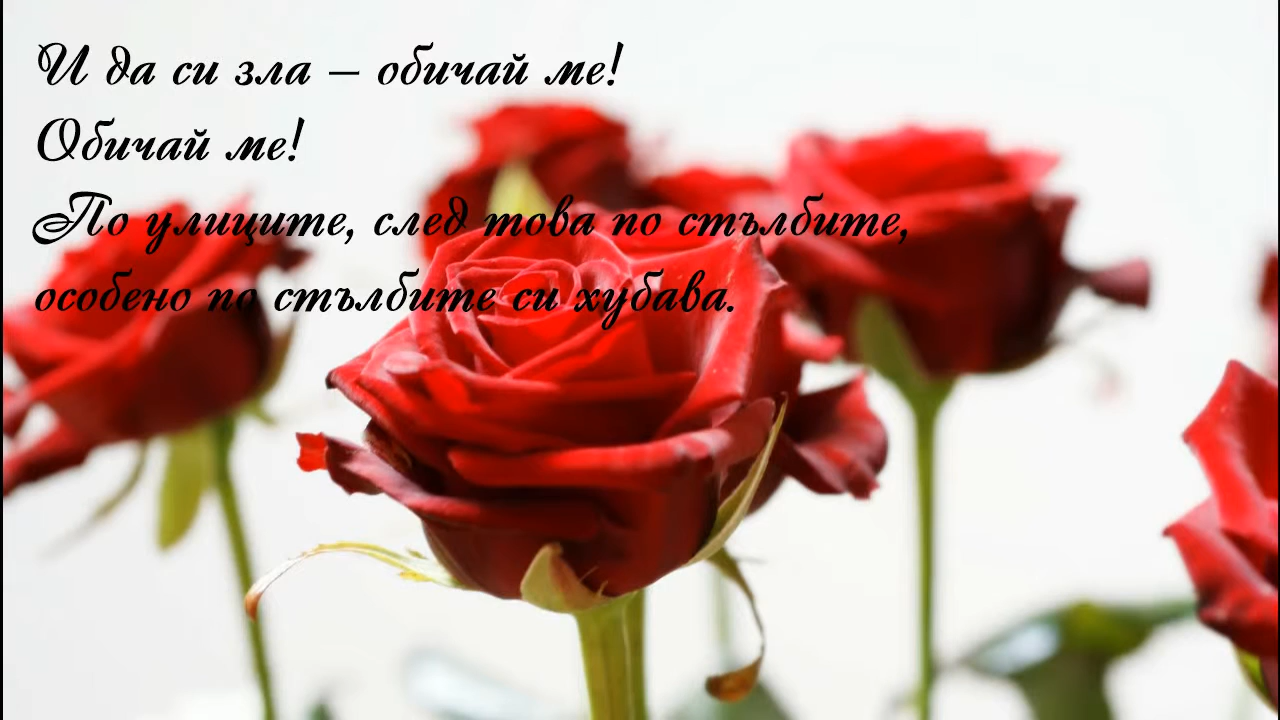 И да си зла – обичай ме!
Обичай ме!
По улиците, след това по стълбите,
особено по стълбите си хубава.